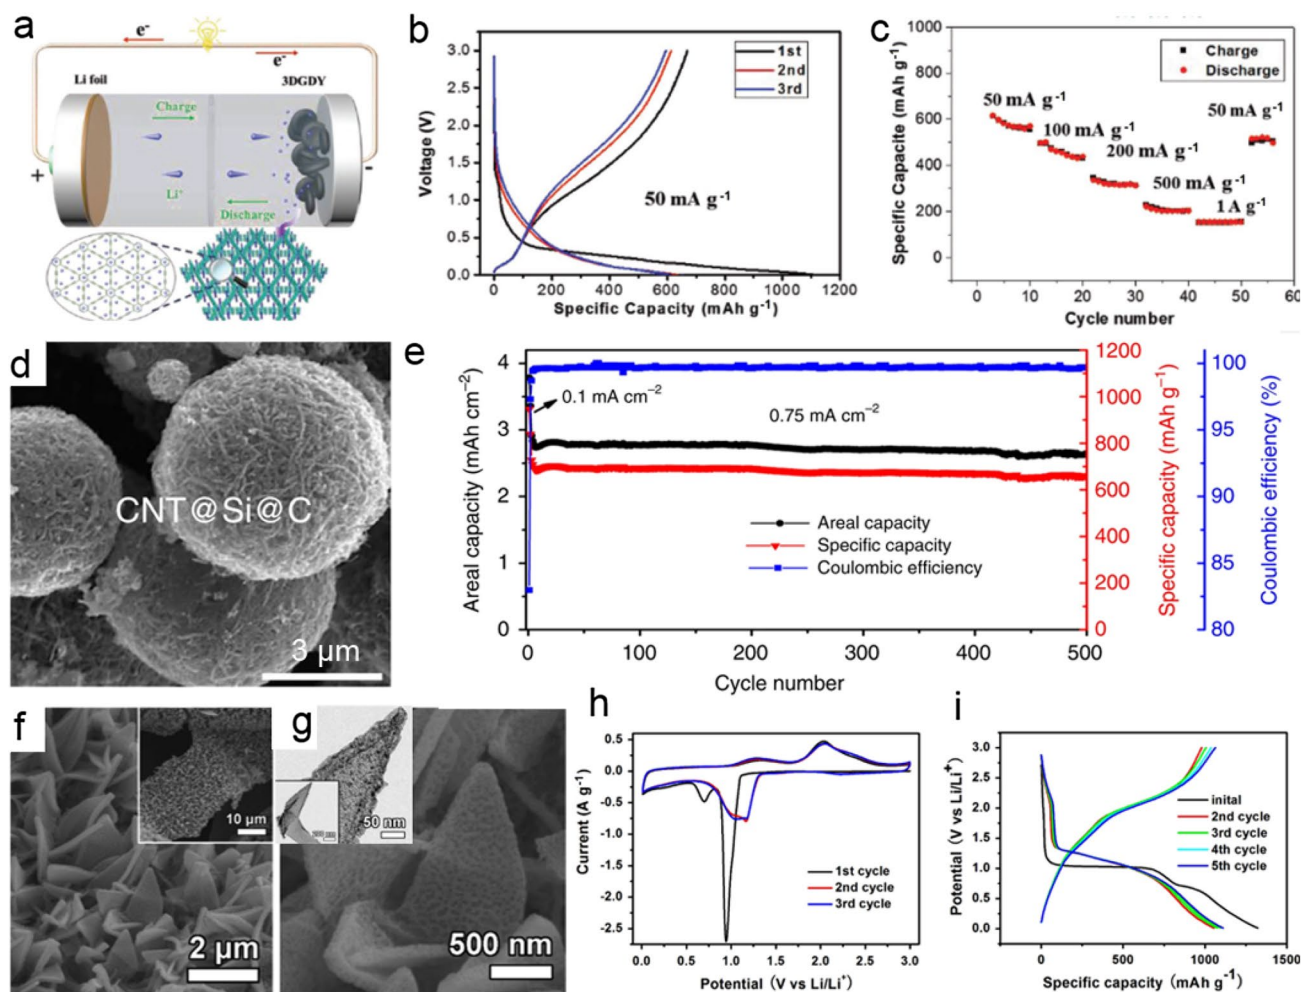 a
e⁻
e⁻
Li foil
3DGDY
Charge
Li⁺
Discharge
+
-
b
3.0
2.5
2.0
1.5
1.0
0.5
0.0
Voltage (V)
1st
2nd
3rd
50 mA g⁻¹
0 200 400 600 800 1000 1200
Specific Capacity (mAh g⁻¹)
c
1000
800
600
400
200
0
Specific Capacite (mAh g⁻¹)
Charge
Discharge
50 mA g⁻¹
100 mA g⁻¹
200 mA g⁻¹
500 mA g⁻¹
1 A g⁻¹
50 mA g⁻¹
0 10 20 30 40 50 60
Cycle number
d
CNT@Si@C
3 μm
e
4
3
2
1
0
Areal capacity (mAh cm⁻²)
0.1 mA cm⁻²
0.75 mA cm⁻²
Areal capacity
Specific capacity
Coulombic efficiency
0 100 200 300 400 500
Cycle number
1200
1000
800
600
400
200
0
Specific capacity (mAh g⁻¹)
100
95
90
85
80
Coulombic efficiency (%)
f
10 μm
2 μm
g
50 nm
500 nm
h
0.5
0.0
-0.5
-1.0
-1.5
-2.0
-2.5
Current (A g⁻¹)
1st cycle
2nd cycle
3rd cycle
0.0 0.5 1.0 1.5 2.0 2.5 3.0
Potential (V vs Li/Li⁺)
i
3.0
2.5
2.0
1.5
1.0
0.5
0.0
Potential (V vs Li/Li⁺)
inital
2nd cycle
3rd cycle
4th cycle
5th cycle
0 500 1000 1500
Specific capacity (mAh g⁻¹)